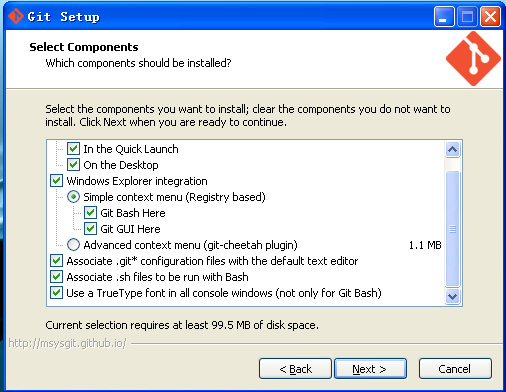 Git Setup
Select Components
Which components should be installed?
Select the components you want to install; clear the components you do not want to
install. Click Next when you are ready to continue.
In the Quick Launch
On the Desktop
Windows Explorer integration
Simple context menu (Registry based)
Git Bash Here
Git GUI Here
Advanced context menu (git-cheetah plugin) 1.1 MB
Associate .git* configuration files with the default text editor
Associate .sh files to be run with Bash
Use a TrueType font in all console windows (not only for Git Bash)
Current selection requires at least 99.5 MB of disk space.
http://msysgit.github.io/
< Back Next > Cancel